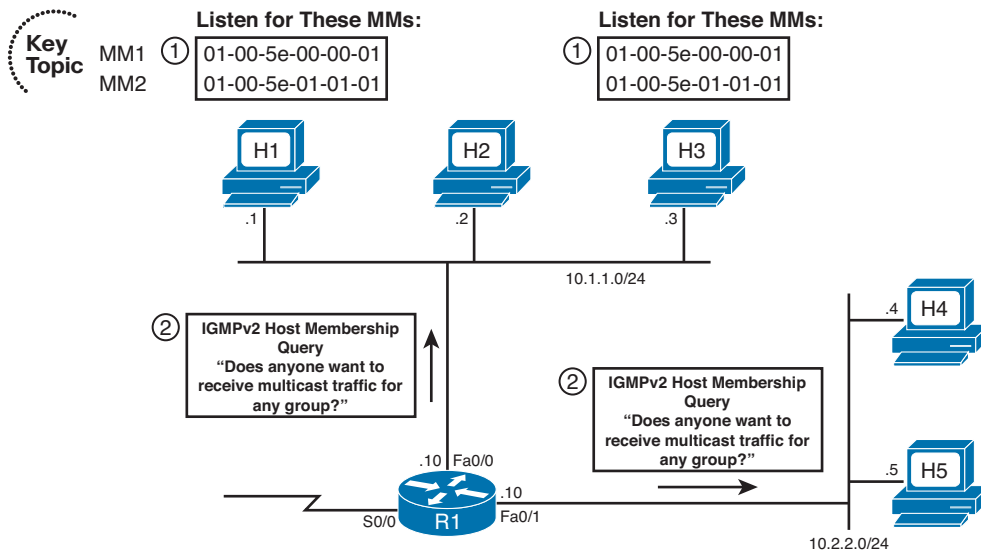 Key
Topic
Listen for These MMs:
MM1 1 01-00-5e-00-00-01
MM2 01-00-5e-01-01-01
Listen for These MMs:
1 01-00-5e-00-00-01
01-00-5e-01-01-01
H1
H2
H3
.1
.2
.3
10.1.1.0/24
2
IGMPv2 Host Membership
Query
“Does anyone want to
receive multicast traffic for
any group?”
.4
H4
2
IGMPv2 Host Membership
Query
“Does anyone want to
receive multicast traffic for
any group?”
.10 Fa0/0
.10
Fa0/1
S0/0
R1
.5
H5
10.2.2.0/24